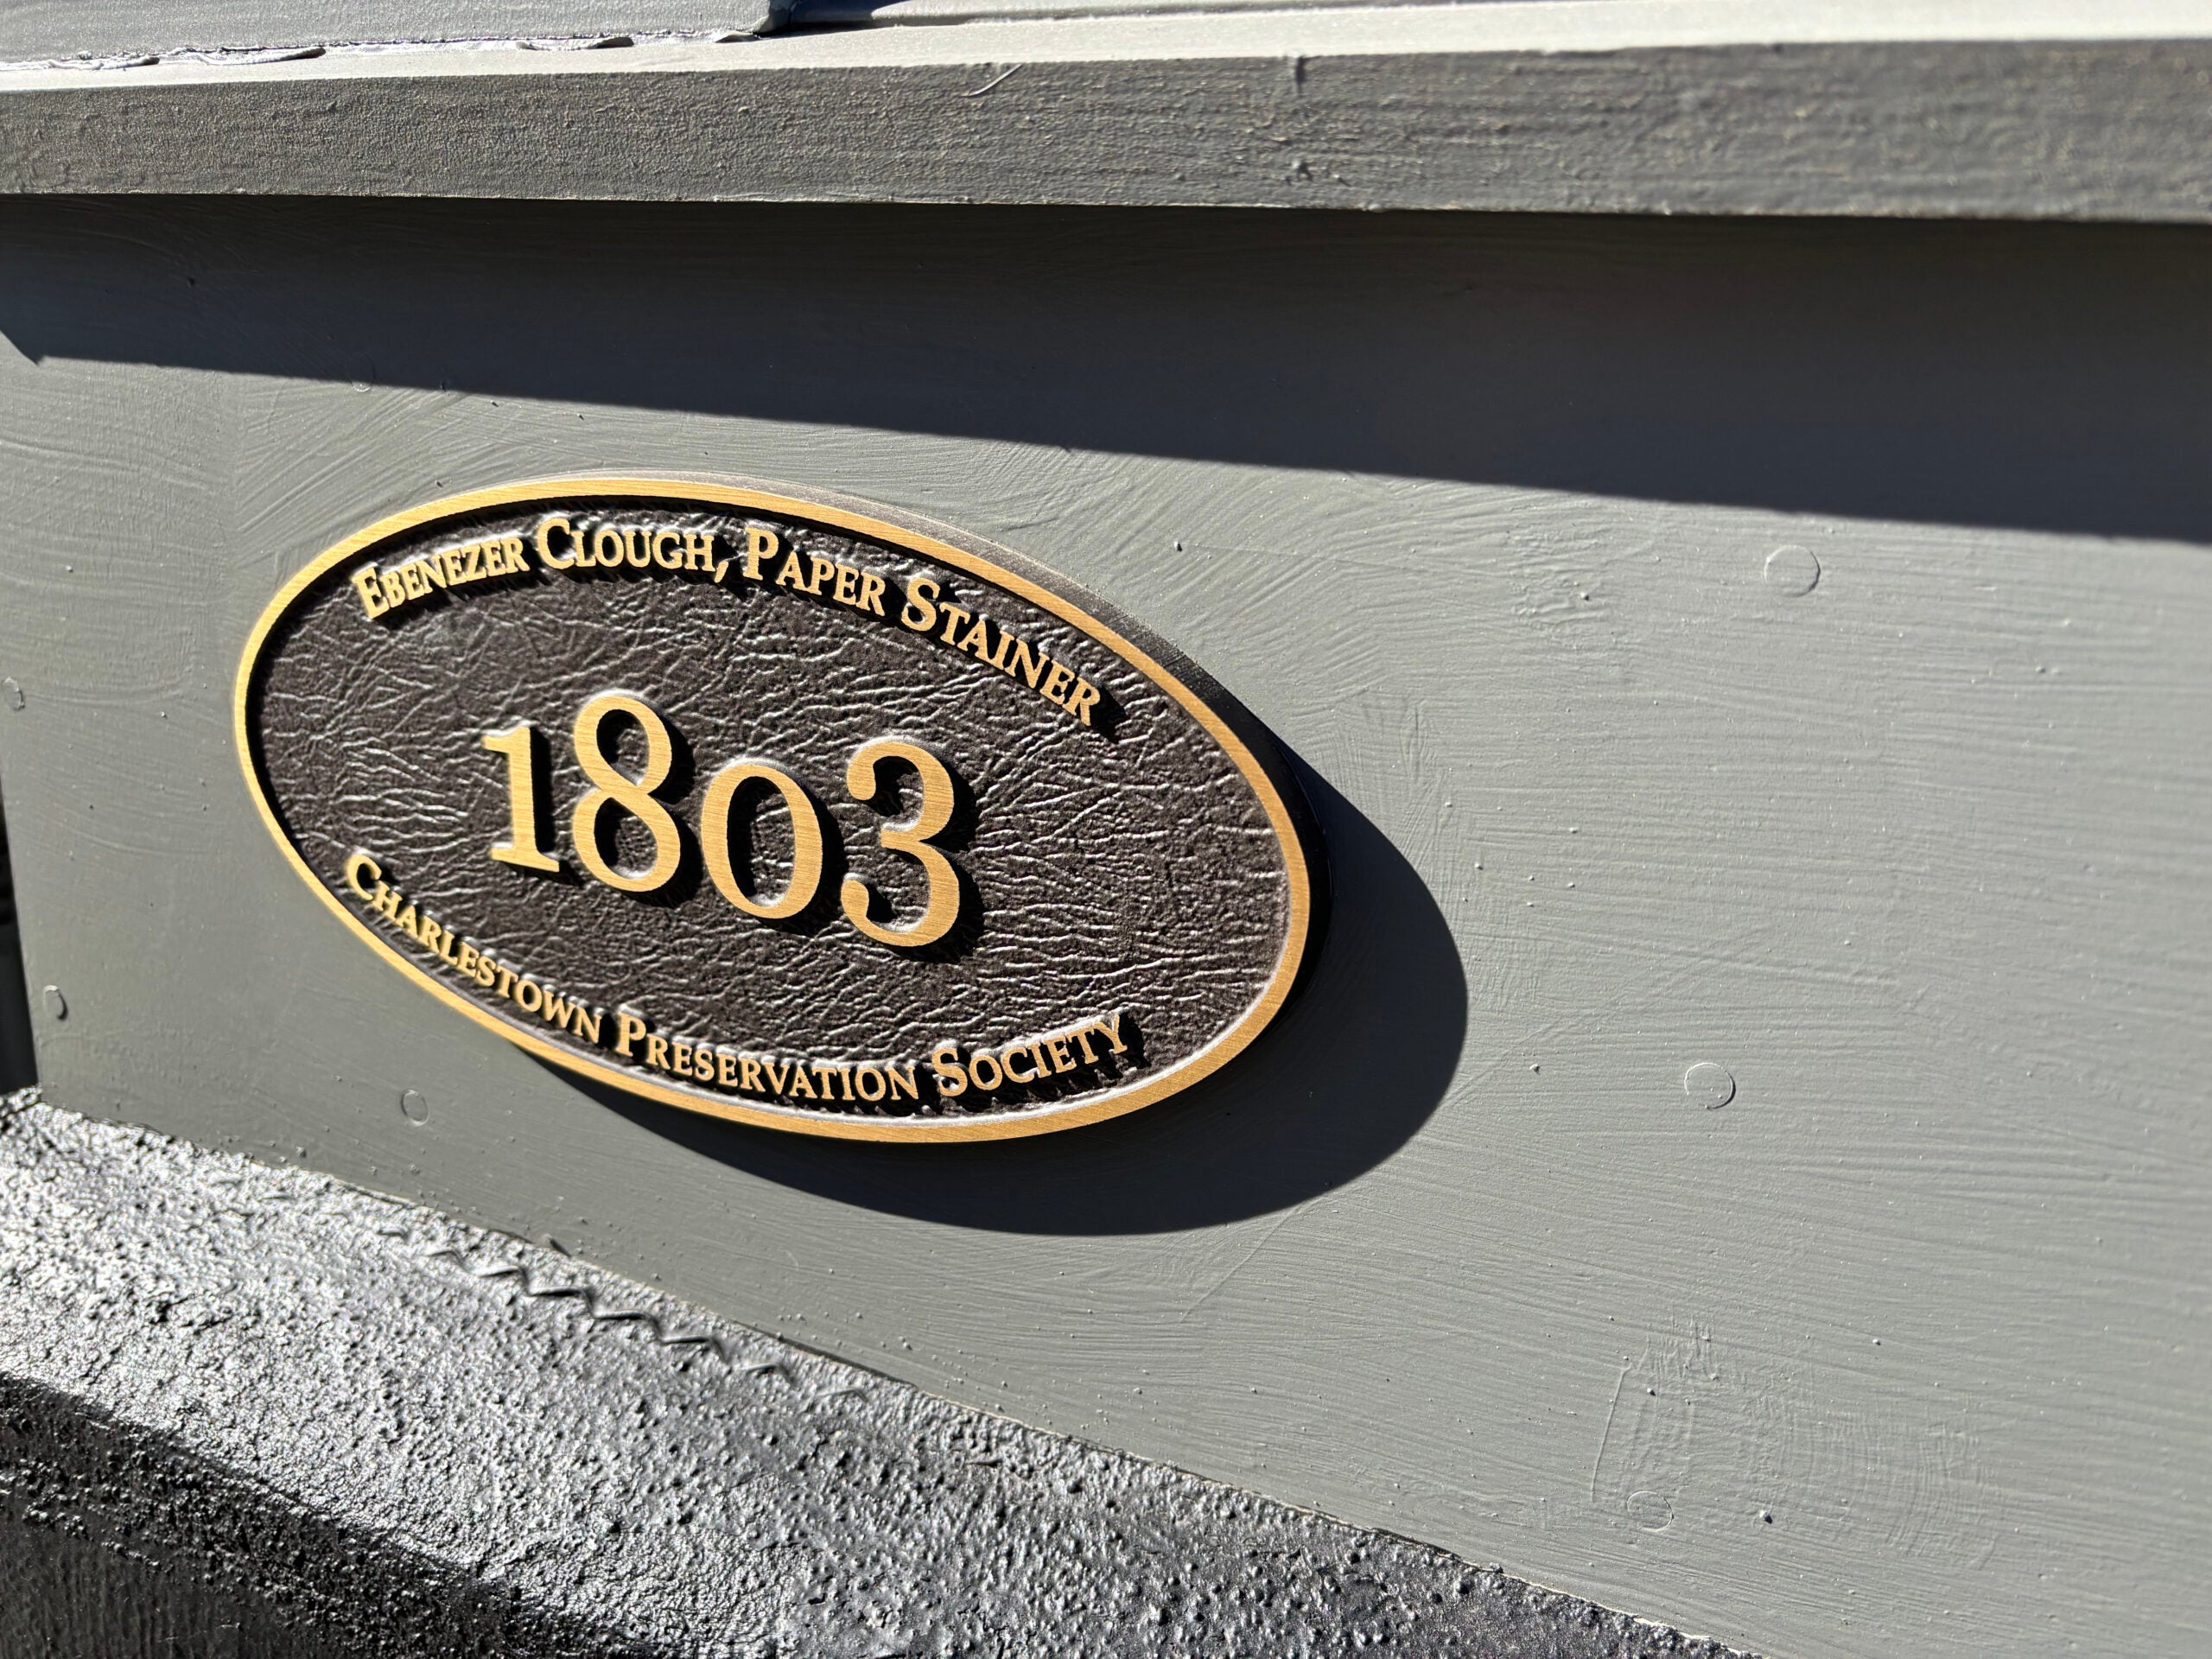 Ebenezer Clough, Paper Stainer
1803
Charlestown Preservation Society